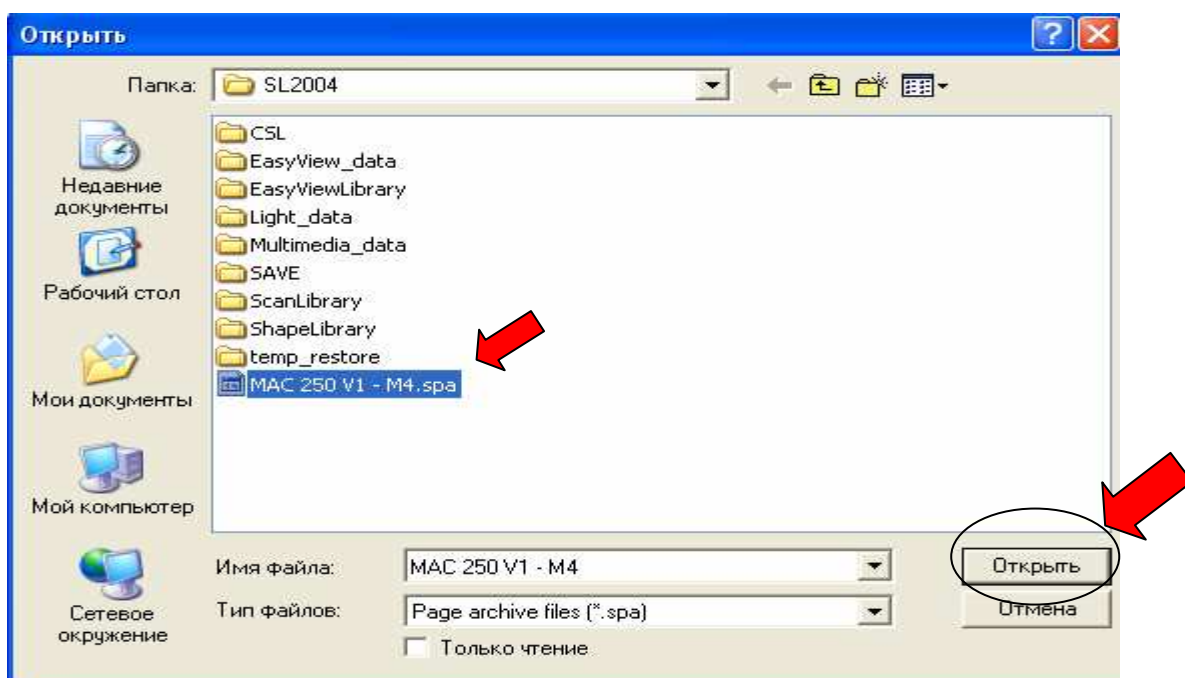 Открыть
Папка: SL2004
Недавние
документы
Рабочий стол
Мои документы
Мой компьютер
Сетевое
окружение
CSL
EasyView_data
EasyViewLibrary
Light_data
Multimedia_data
SAVE
ScanLibrary
ShapeLibrary
temp_restore
MAC 250 V1 - M4.spa
Имя файла: MAC 250 V1 - M4 Открыть
Тип файлов: Page archive files (*.spa) Отмена
Только чтение